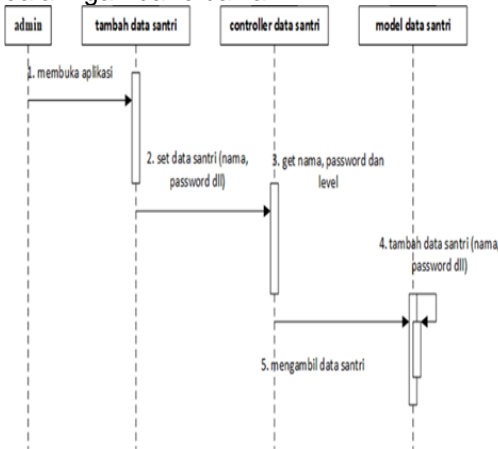 admin
tambah data santri
controller data santri
model data santri
1. membuka aplikasi
2. set data santri (nama,
password dll)
3. get nama, password dan
level
4. tambah data santri (nama,
password dll)
5. mengambil data santri